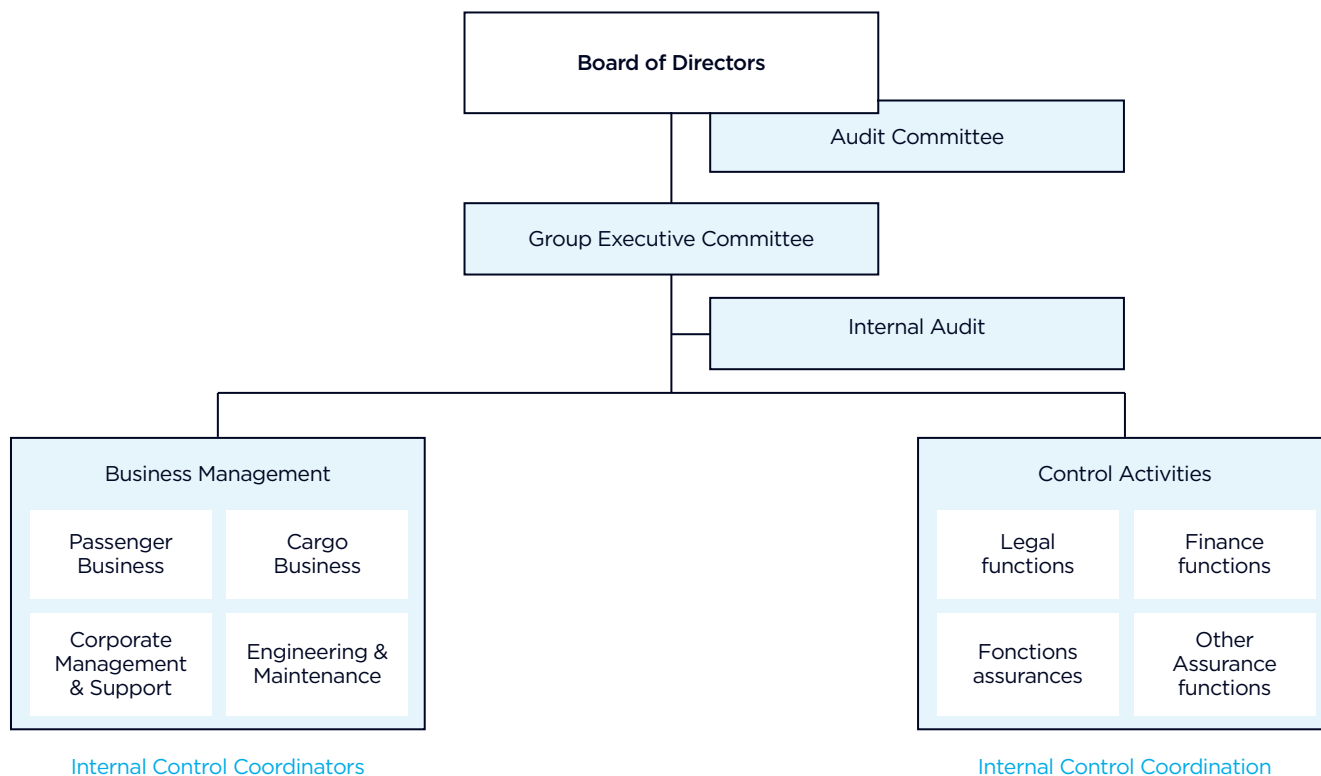 Board of Directors
Audit Committee
Group Executive Committee
Internal Audit
Business Management
Passenger
Business
Cargo
Business
Corporate
Management
& Support
Engineering &
Maintenance
Internal Control Coordinators
Control Activities
Legal
functions
Finance
functions
Fonctions
assurances
Other
Assurance
functions
Internal Control Coordination